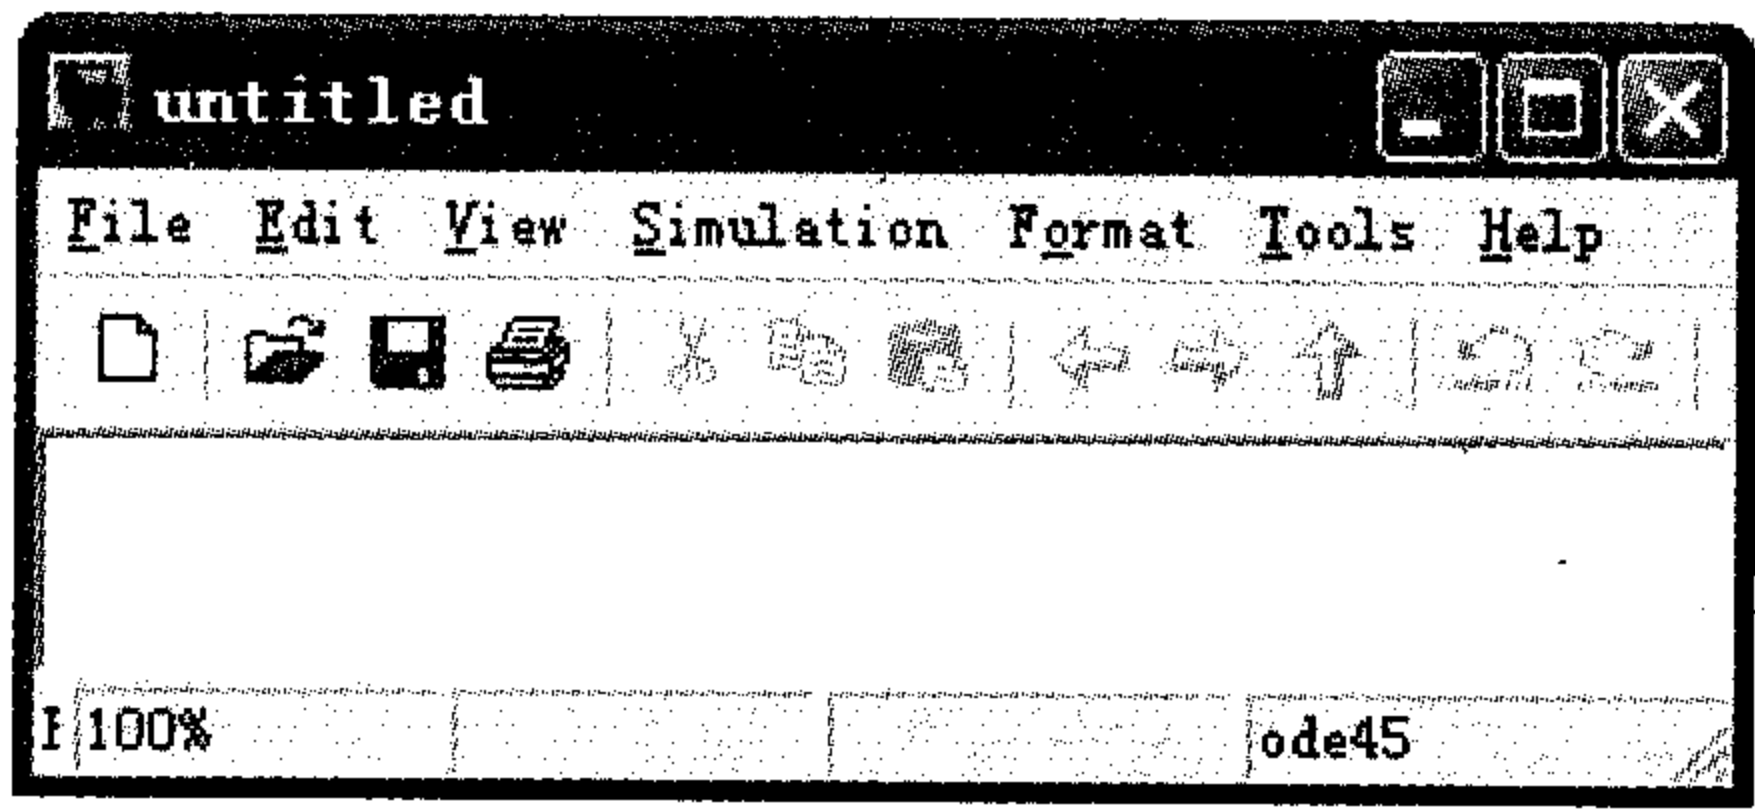 untitled
File Edit View Simulation Format Tools Help
100% ode45